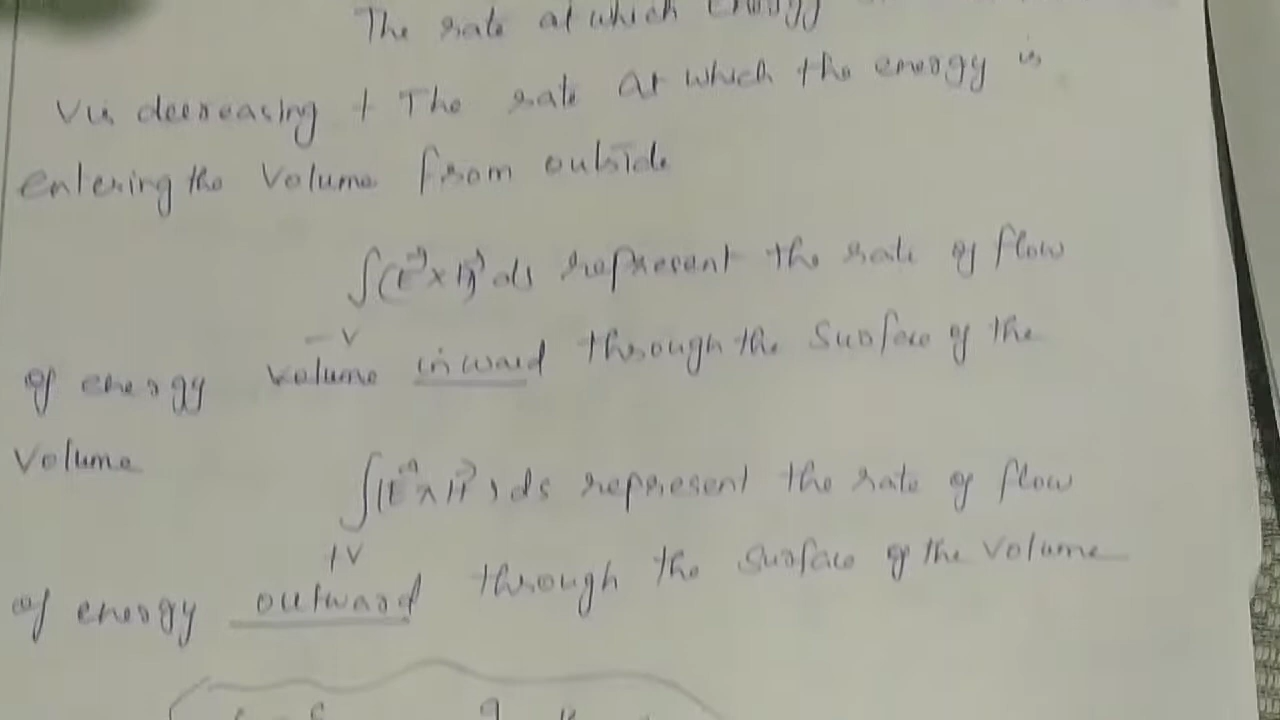 The rate at which Energy
V is decreasing + The rate at which the energy is
entering the Volume from outside
∫(E⃗ × H⃗) ds represent the rate of flow
-V
of energy volume inward through the Surface of the
Volume
∫(E⃗ × H⃗) ds represent the rate of flow
+V
of energy outward through the Surface of the Volume